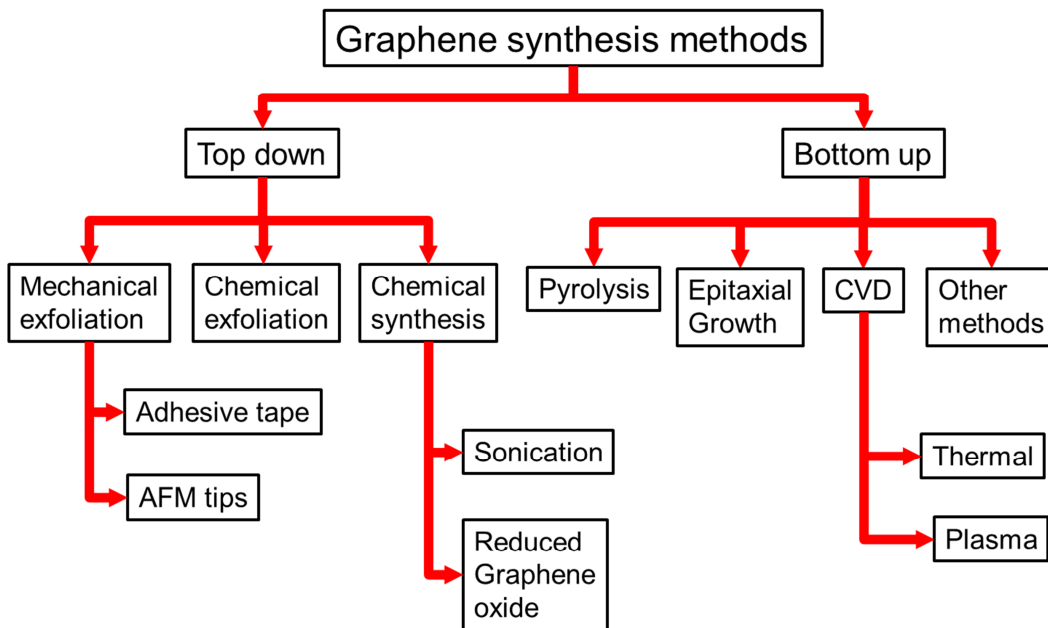 Graphene synthesis methods
Top down
Bottom up
Mechanical
exfoliation
Chemical
exfoliation
Chemical
synthesis
Pyrolysis
Epitaxial
Growth
CVD
Other
methods
Adhesive tape
AFM tips
Sonication
Reduced
Graphene
oxide
Thermal
Plasma